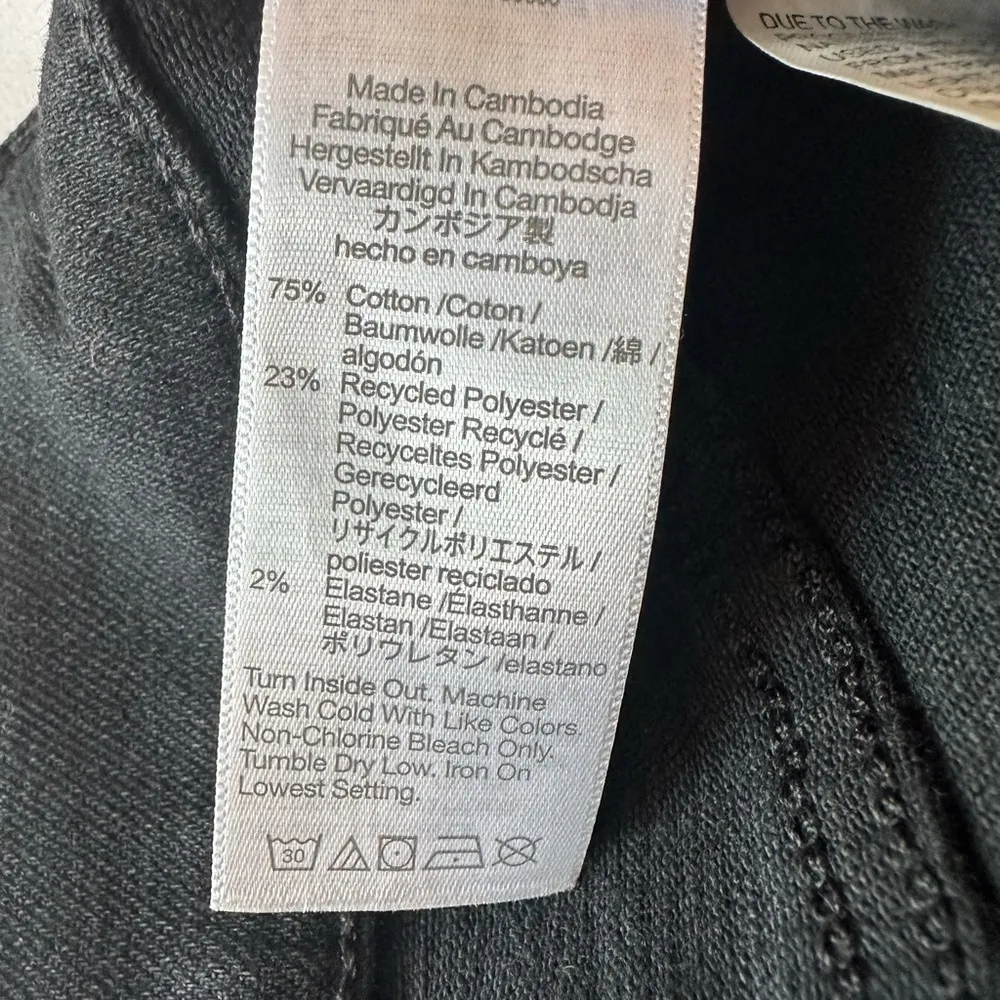 Made In Cambodia
Fabriqué Au Cambodge
Hergestellt In Kambodscha
Vervaardigd In Cambodja
カンボジア製
hecho en camboya
75% Cotton /Coton /
Baumwolle /Katoen /綿 /
algodón
23% Recycled Polyester /
Polyester Recyclé /
Recyceltes Polyester /
Gerecycleerd
Polyester /
リサイクルポリエステル /
poliester reciclado
2% Elastane /Élasthanne /
Elastan /Elastaan /
ポリウレタン /elastano
Turn Inside Out. Machine
Wash Cold With Like Colors.
Non-Chlorine Bleach Only.
Tumble Dry Low. Iron On
Lowest Setting.
30
DUE TO THE